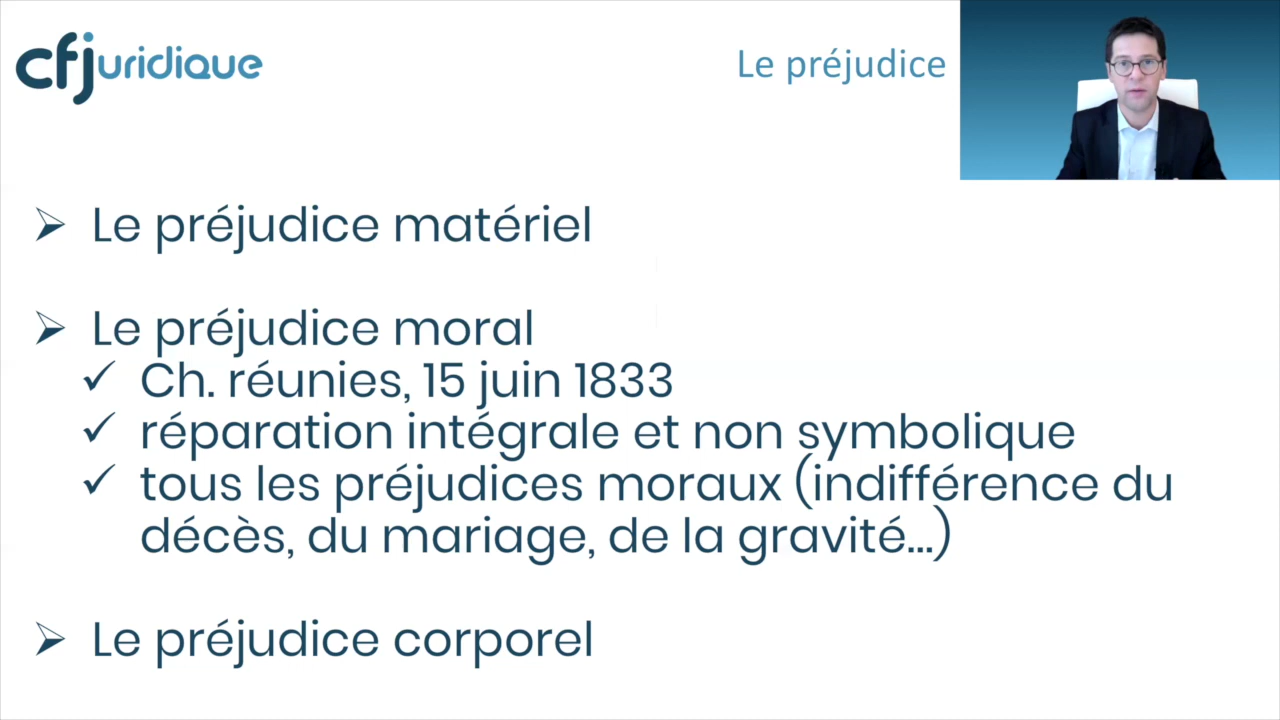 cfjuridique
Le préjudice
Le préjudice matériel
Le préjudice moral
Ch. réunies, 15 juin 1833
réparation intégrale et non symbolique
tous les préjudices moraux (indifférence du
décès, du mariage, de la gravité...)
Le préjudice corporel